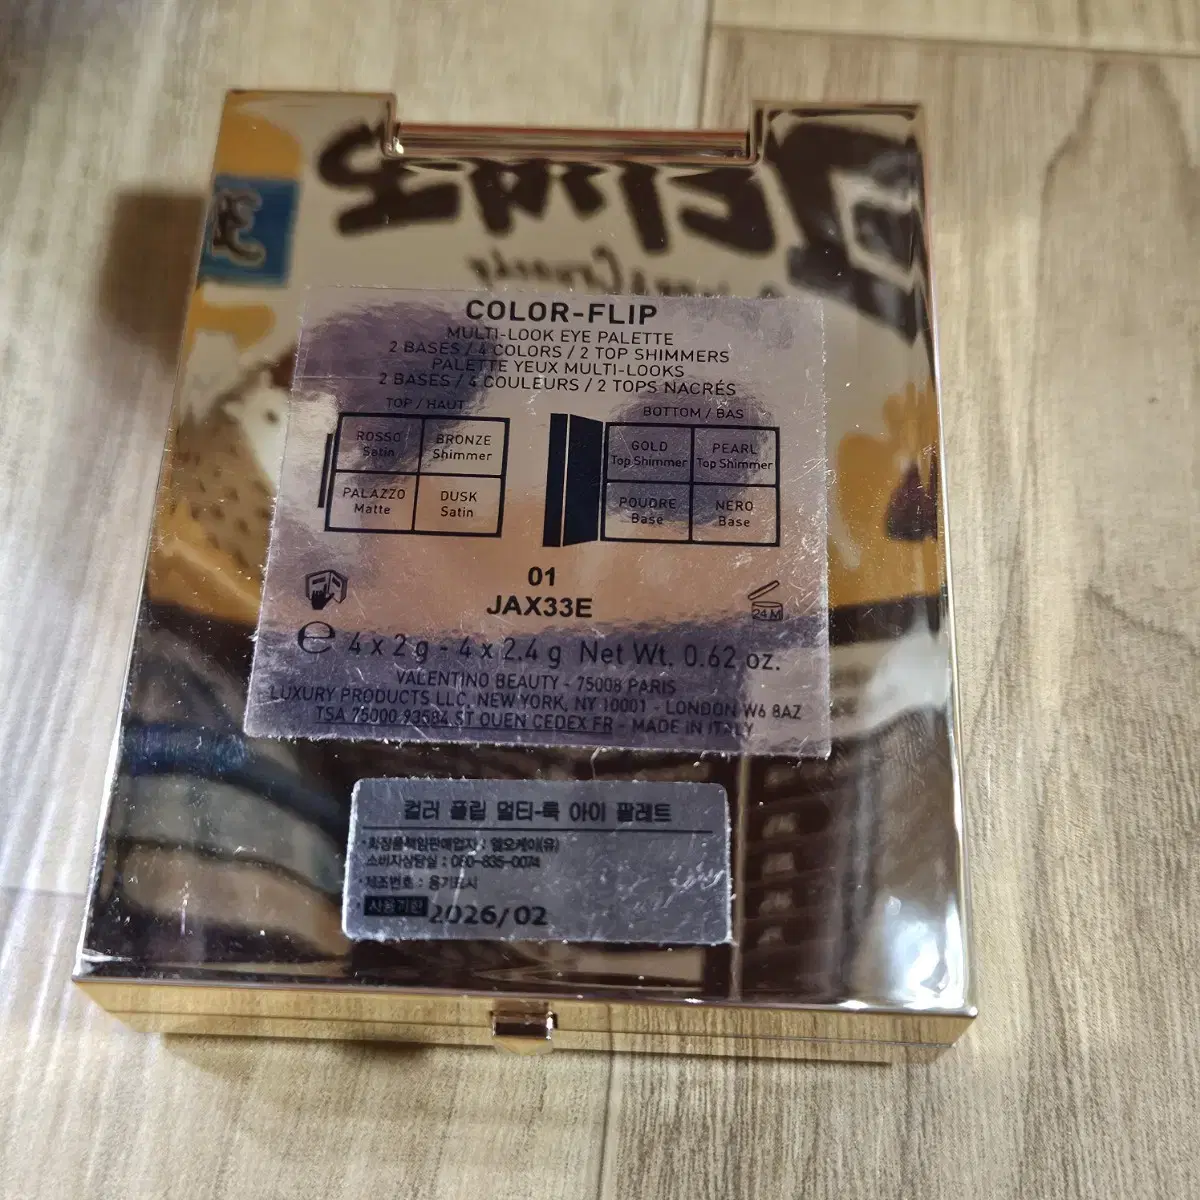 COLOR-FLIP
MULTI-LOOK EYE PALETTE
2 BASES / 4 COLORS / 2 TOP SHIMMERS
PALETTE YEUX MULTI-LOOKS
2 BASES / 4 COULEURS / 2 TOPS NACRÉS
TOP / HAUT
ROSSO
Satin
BRONZE
Shimmer
PALAZZO
Matte
DUSK
Satin
BOTTOM / BAS
GOLD
Top Shimmer
PEARL
Top Shimmer
POUDRE
Base
NERO
Base
01
JAX33E
24 M
℮ 4 x 2 g - 4 x 2.4 g Net Wt. 0.62 oz.
VALENTINO BEAUTY - 75008 PARIS
LUXURY PRODUCTS LLC, NEW YORK, NY 10001 - LONDON W6 8AZ
TSA 75000 93584 ST OUEN CEDEX FR - MADE IN ITALY
컬러 플립 멀티-룩 아이 팔레트
·화장품책임판매업자 : 엘오케이(유)
소비자상담실 : 080-835-0074
·제조번호 : 용기표시
·사용기한 2026/02